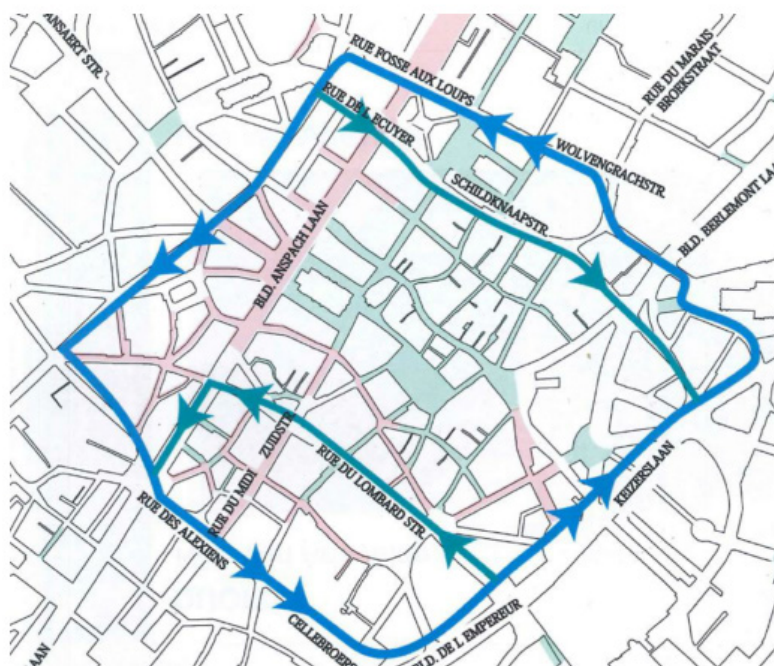 ANSAERT STR.
RUE FOSSE AUX LOUPS
RUE DU MARAIS
BROEKSTRAAT
RUE DE L ECUYER
WOLVENGRACHSTR.
SCHILDKNAAPSTR.
BLD. BERLEMONT LA
BLD. ANSPACH LAAN
ZUIDSTR.
RUE DU MIDI
RUE DU LOMBARD STR.
KEIZERSLAAN
RUE DES ALEXIENS
CELLEBROERS
BLD. DE L EMPEREUR
LAAN